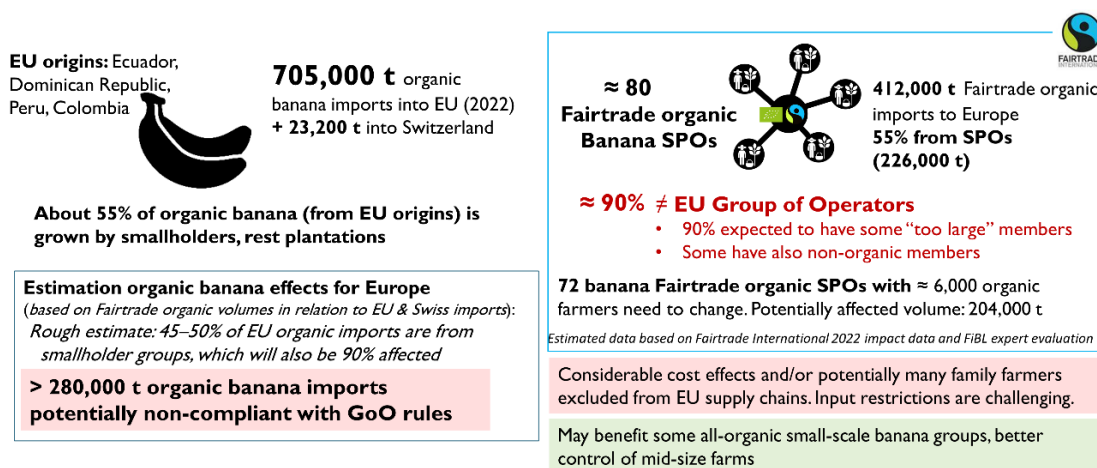 EU origins: Ecuador,
Dominican Republic,
Peru, Colombia
705,000 t organic
banana imports into EU (2022)
+ 23,200 t into Switzerland
About 55% of organic banana (from EU origins) is
grown by smallholders, rest plantations
Estimation organic banana effects for Europe
(based on Fairtrade organic volumes in relation to EU & Swiss imports):
Rough estimate: 45–50% of EU organic imports are from
smallholder groups, which will also be 90% affected
> 280,000 t organic banana imports
potentially non-compliant with GoO rules
FAIRTRADE
INTERNATIONAL
≈ 80
Fairtrade organic
Banana SPOs
412,000 t Fairtrade organic
imports to Europe
55% from SPOs
(226,000 t)
≈ 90% ≠ EU Group of Operators
• 90% expected to have some “too large” members
• Some have also non-organic members
72 banana Fairtrade organic SPOs with ≈ 6,000 organic
farmers need to change. Potentially affected volume: 204,000 t
Estimated data based on Fairtrade International 2022 impact data and FiBL expert evaluation
Considerable cost effects and/or potentially many family farmers
excluded from EU supply chains. Input restrictions are challenging.
May benefit some all-organic small-scale banana groups, better
control of mid-size farms